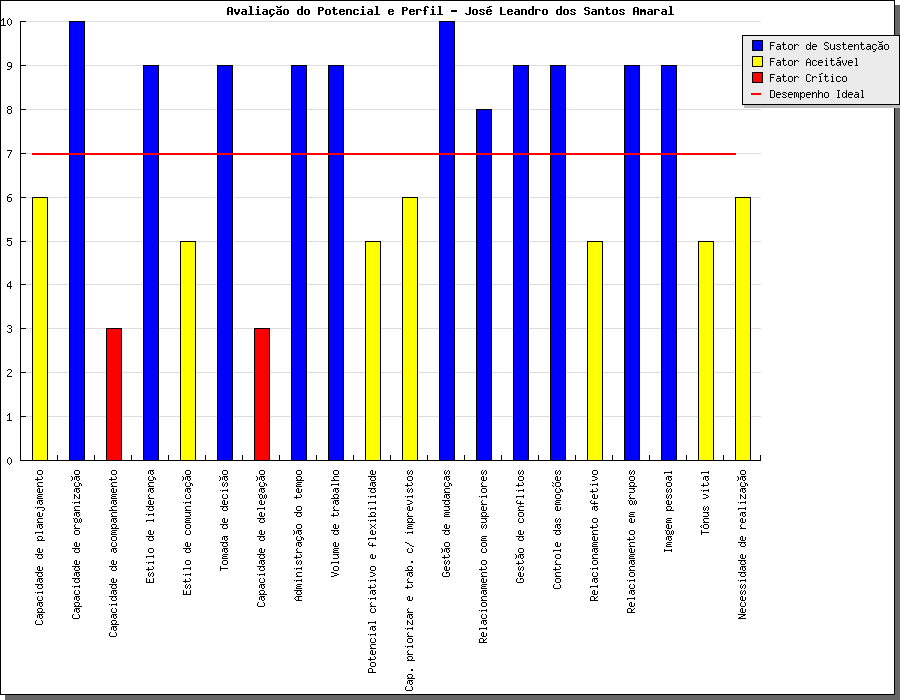 Avaliação do Potencial e Perfil - José Leandro dos Santos Amaral
Fator de Sustentação
Fator Aceitável
Fator Crítico
Desempenho Ideal
10
9
8
7
6
5
4
3
2
1
0
Capacidade de planejamento
Capacidade de organização
Capacidade de acompanhamento
Estilo de liderança
Estilo de comunicação
Tomada de decisão
Capacidade de delegação
Administração do tempo
Volume de trabalho
Potencial criativo e flexibilidade
Cap. priorizar e trab. c/ imprevistos
Gestão de mudanças
Relacionamento com superiores
Gestão de conflitos
Controle das emoções
Relacionamento afetivo
Relacionamento em grupos
Imagem pessoal
Tônus vital
Necessidade de realização